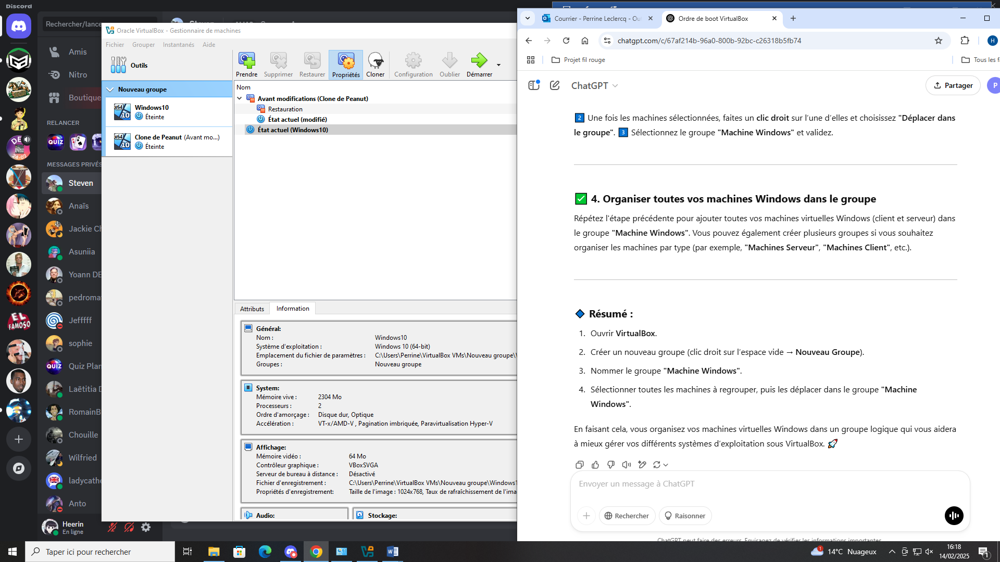 Discord
Rechercher/lance
Amis
Nitro
Boutique
RELANCER
QUIZ
MESSAGES PRIVÉS
Steven
Anaïs
Jackie Ch
Asuniia
Yoann DE
pedroma
Jefffff
sophie
Quiz Plan
Laëtitia D
RomainB
Chouille
Wilfried
ladycathe
Anto
DE
24-02
EL FAMOSO
QUIZ
Heerin
En ligne
Oracle VirtualBox - Gestionnaire de machines
Fichier Grouper Instantanés Aide
Outils
Nouveau groupe
x64 10 Windows10
Éteinte
x64 10 Clone de Peanut (Avant mo...)
Éteinte
Prendre Supprimer Restaurer Propriétés Cloner Configuration Oublier Démarrer
Nom
Avant modifications (Clone de Peanut)
Restauration
État actuel (modifié)
État actuel (Windows10)
Attributs Information
Général:
Nom : Windows10
Système d'exploitation : Windows 10 (64-bit)
Emplacement du fichier de paramètres : C:\Users\Perrine\VirtualBox VMs\Nouveau groupe\
Groupes : Nouveau groupe
System:
Mémoire vive : 2304 Mo
Processeurs : 2
Ordre d'amorçage : Disque dur, Optique
Accélération : VT-x/AMD-V , Pagination imbriquée, Paravirtualisation Hyper-V
Affichage:
Mémoire vidéo : 64 Mo
Contrôleur graphique : VBoxSVGA
Serveur de bureau à distance : Désactivé
Fichier d'enregistrement : C:\Users\Perrine\VirtualBox VMs\Nouveau groupe\Windows1
Propriétés d'enregistrement: Taille de l'image : 1024x768, Taux de rafraîchissement de l'ima
Audio: Stockage:
Courrier - Perrine Leclercq - Ou
Ordre de boot VirtualBox
chatgpt.com/c/67af214b-96a0-800b-92bc-c26318b5fb74
H
Projet fil rouge
Tous les fa
ChatGPT
Partager
P
2 Une fois les machines sélectionnées, faites un clic droit sur l'une d'elles et choisissez "Déplacer dans
le groupe". 3 Sélectionnez le groupe "Machine Windows" et validez.
4. Organiser toutes vos machines Windows dans le groupe
Répétez l'étape précédente pour ajouter toutes vos machines virtuelles Windows (client et serveur) dans
le groupe "Machine Windows". Vous pouvez également créer plusieurs groupes si vous souhaitez
organiser les machines par type (par exemple, "Machines Serveur", "Machines Client", etc.).
Résumé :
1. Ouvrir VirtualBox.
2. Créer un nouveau groupe (clic droit sur l'espace vide → Nouveau Groupe).
3. Nommer le groupe "Machine Windows".
4. Sélectionner toutes les machines à regrouper, puis les déplacer dans le groupe "Machine
Windows".
En faisant cela, vous organisez vos machines virtuelles Windows dans un groupe logique qui vous aidera
à mieux gérer vos différents systèmes d'exploitation sous VirtualBox.
Envoyer un message à ChatGPT
Rechercher Raisonner
ChatGPT peut faire des erreurs. Envisagez de vérifier les informations importantes.
Taper ici pour rechercher
1 14°C Nuageux
16:18
14/02/2025
1